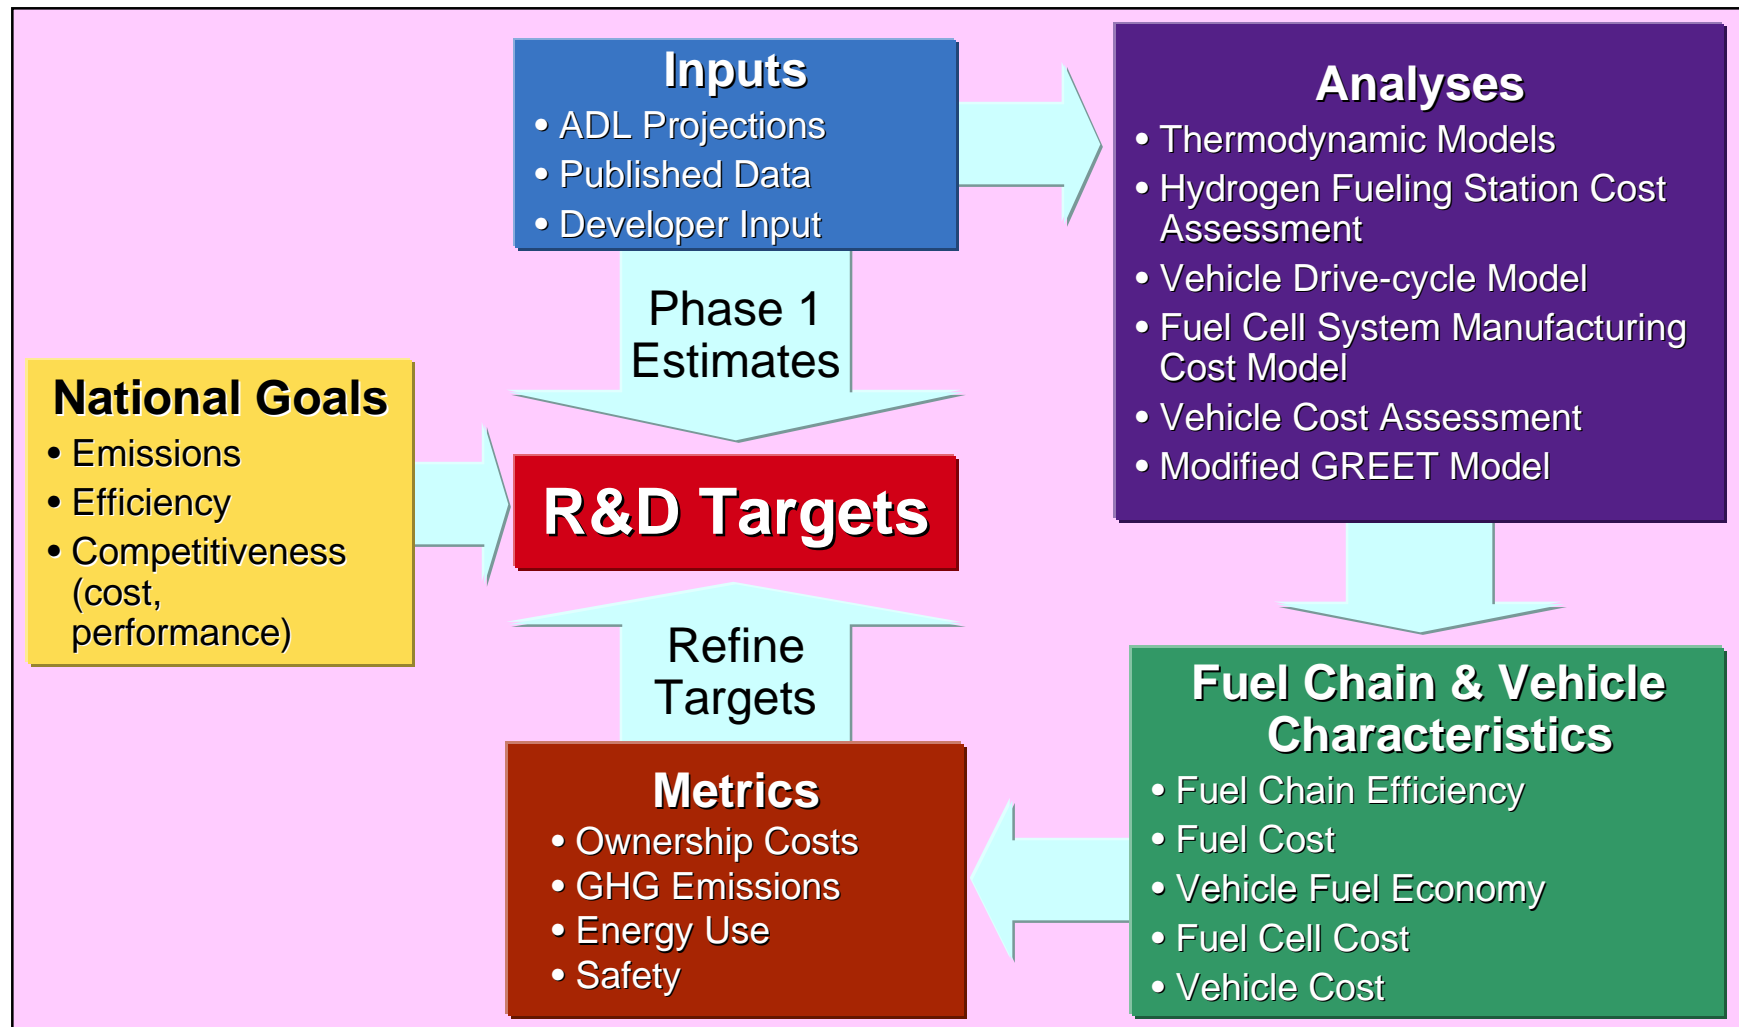 Inputs
• ADL Projections
• Published Data
• Developer Input
Analyses
• Thermodynamic Models
• Hydrogen Fueling Station Cost
Assessment
• Vehicle Drive-cycle Model
• Fuel Cell System Manufacturing
Cost Model
• Vehicle Cost Assessment
• Modified GREET Model
Phase 1
Estimates
National Goals
• Emissions
• Efficiency
• Competitiveness
(cost,
performance)
R&D Targets
Refine
Targets
Fuel Chain & Vehicle
Characteristics
• Fuel Chain Efficiency
• Fuel Cost
• Vehicle Fuel Economy
• Fuel Cell Cost
• Vehicle Cost
Metrics
• Ownership Costs
• GHG Emissions
• Energy Use
• Safety